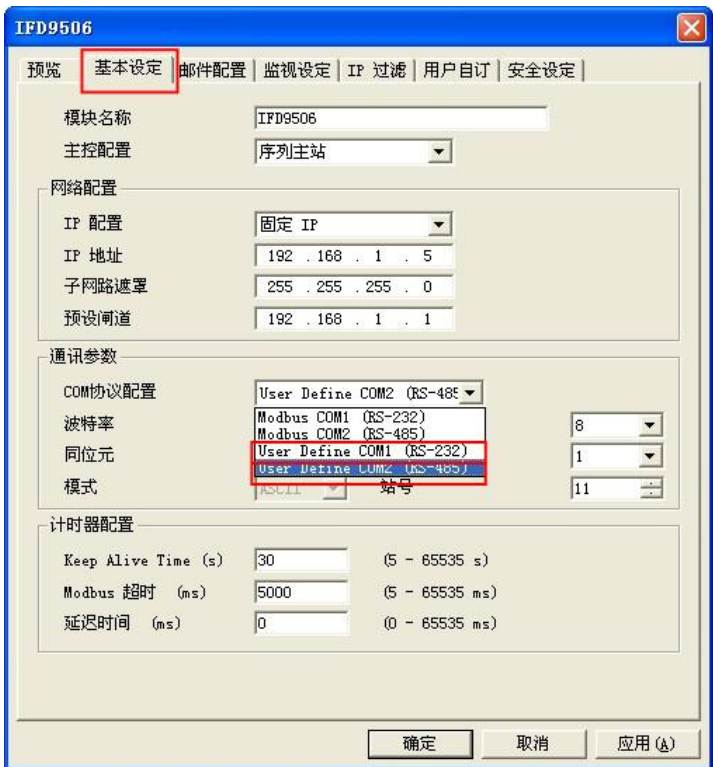 IFD9506
预览 基本设定 邮件配置 监视设定 IP 过滤 用户自订 安全设定
模块名称 IFD9506
主控配置 序列主站
网络配置
IP 配置 固定 IP
IP 地址 192 . 168 . 1 . 5
子网路遮罩 255 . 255 . 255 . 0
预设闸道 192 . 168 . 1 . 1
通讯参数
COM协议配置 User Define COM2 (RS-485
波特率 Modbus COM1 (RS-232) 8
Modbus COM2 (RS-485)
同位元 User Define COM1 (RS-232) 1
User Define COM2 (RS-485)
模式 ASCII 站号 11
计时器配置
Keep Alive Time (s) 30 (5 - 65535 s)
Modbus 超时 (ms) 5000 (5 - 65535 ms)
延迟时间 (ms) 0 (0 - 65535 ms)
确定 取消 应用(A)